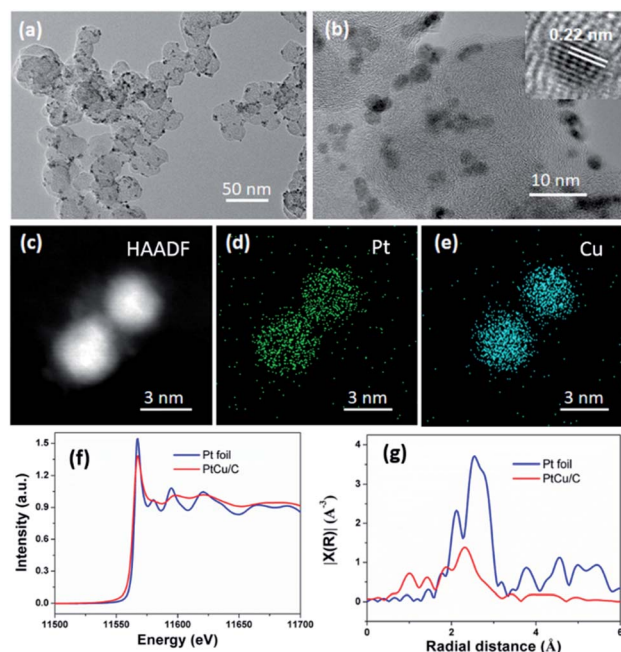 (a)
50 nm
(b)
0.22 nm
10 nm
(c)
HAADF
3 nm
(d)
Pt
3 nm
(e)
Cu
3 nm
(f)
Pt foil
PtCu/C
Intensity (a.u.)
1.5
1.2
0.9
0.6
0.3
0.0
11500
11550
11600
11650
11700
Energy (eV)
(g)
Pt foil
PtCu/C
|X(R)| (A⁻³)
4
3
2
1
0
0
2
4
6
Radial distance (Å)